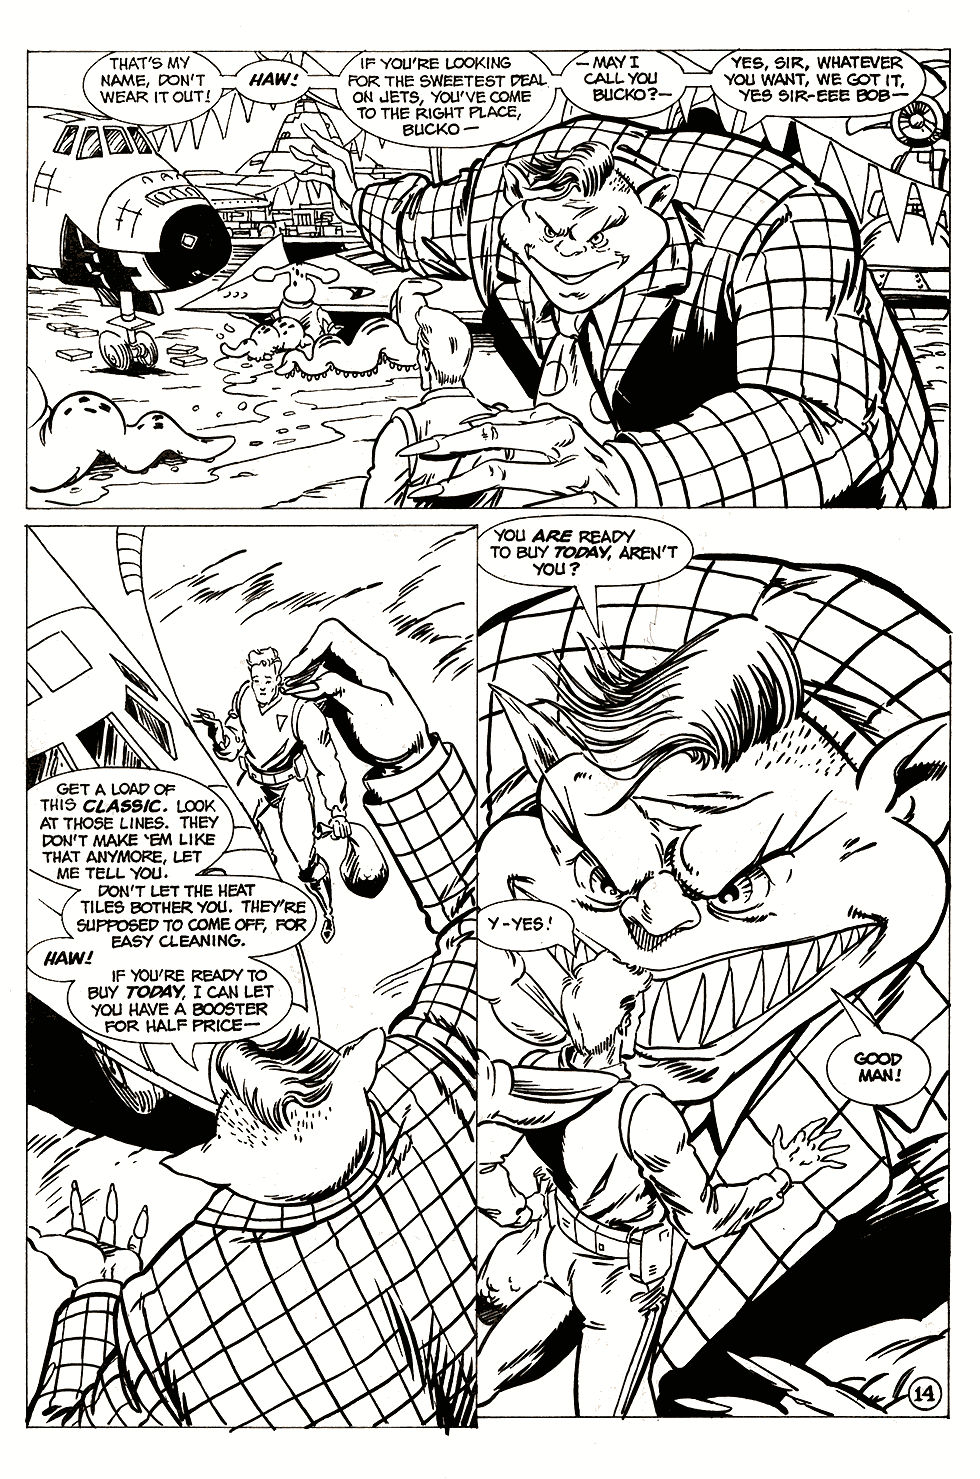 THAT'S MY
NAME, DON'T
WEAR IT OUT!
HAW!
IF YOU'RE LOOKING
FOR THE SWEETEST DEAL
ON JETS, YOU'VE COME
TO THE RIGHT PLACE,
BUCKO—
—MAY I
CALL YOU
BUCKO?—
YES, SIR, WHATEVER
YOU WANT, WE GOT IT,
YES SIR-EEE BOB—
GET A LOAD OF
THIS CLASSIC. LOOK
AT THOSE LINES. THEY
DON'T MAKE 'EM LIKE
THAT ANYMORE, LET
ME TELL YOU.
DON'T LET THE HEAT
TILES BOTHER YOU. THEY'RE
SUPPOSED TO COME OFF, FOR
EASY CLEANING.
HAW!
IF YOU'RE READY TO
BUY TODAY, I CAN LET
YOU HAVE A BOOSTER
FOR HALF PRICE—
YOU ARE READY
TO BUY TODAY, AREN'T
YOU?
Y-YES!
GOOD
MAN!
14